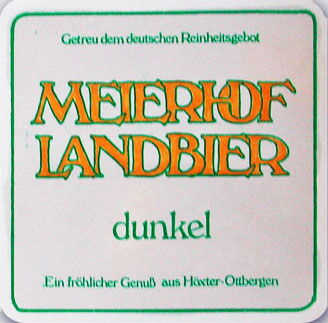 Getreu dem deutschen Reinheitsgebot
MEIERHOF
LANDBIER
dunkel
Ein fröhlicher Genuß aus Höxter-Ottbergen